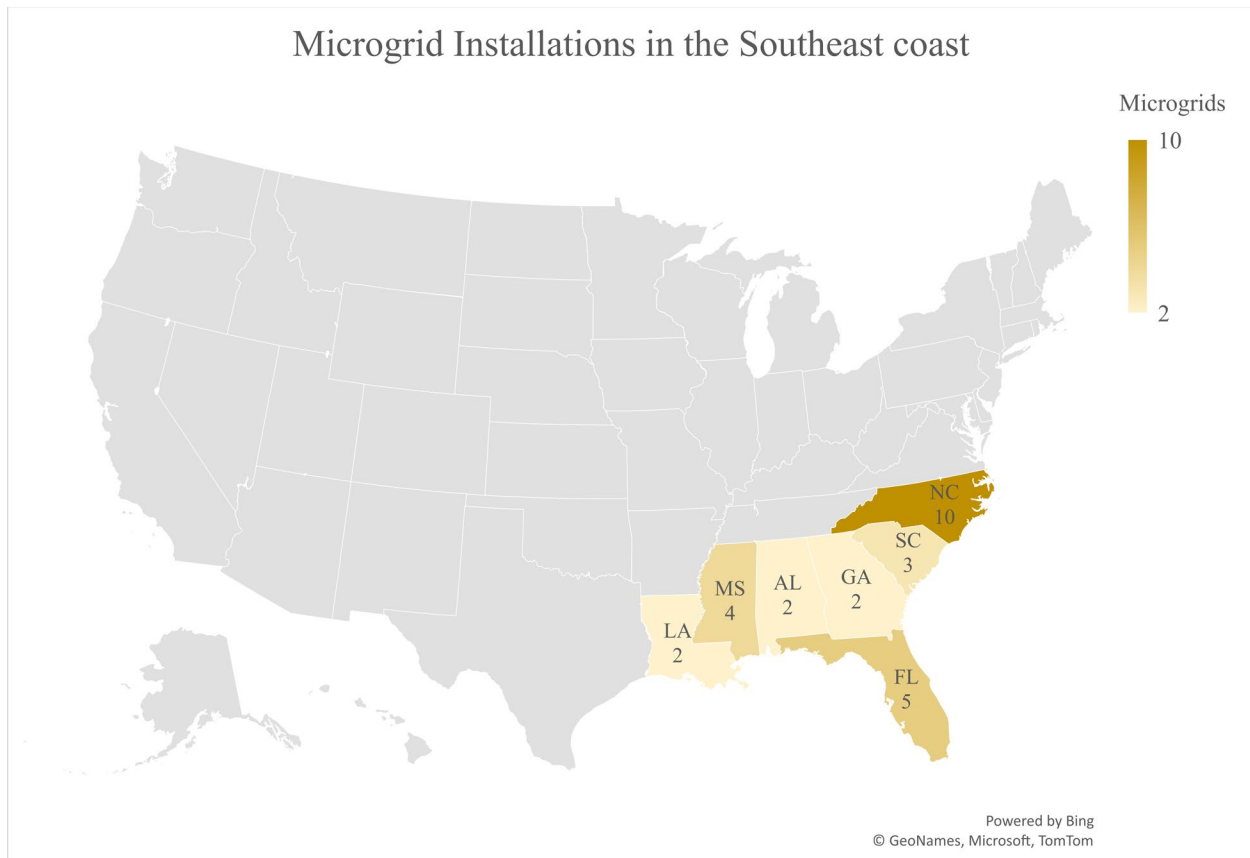 Microgrid Installations in the Southeast coast
Microgrids
10
2
NC
10
SC
3
MS
4
AL
2
GA
2
LA
2
FL
5
Powered by Bing
© GeoNames, Microsoft, TomTom